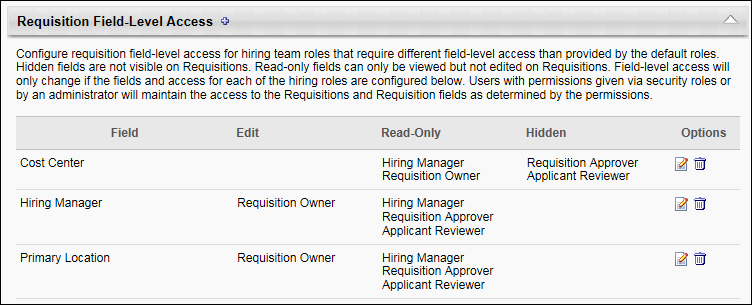 Requisition Field-Level Access
Configure requisition field-level access for hiring team roles that require different field-level access than provided by the default roles.
Hidden fields are not visible on Requisitions. Read-only fields can only be viewed but not edited on Requisitions. Field-level access will
only change if the fields and access for each of the hiring roles are configured below. Users with permissions given via security roles or
by an administrator will maintain the access to the Requisitions and Requisition fields as determined by the permissions.
Field Edit Read-Only Hidden Options
Cost Center Hiring Manager Requisition Approver
Requisition Owner Applicant Reviewer
Hiring Manager Requisition Owner Hiring Manager
Requisition Approver
Applicant Reviewer
Primary Location Requisition Owner Hiring Manager
Requisition Approver
Applicant Reviewer